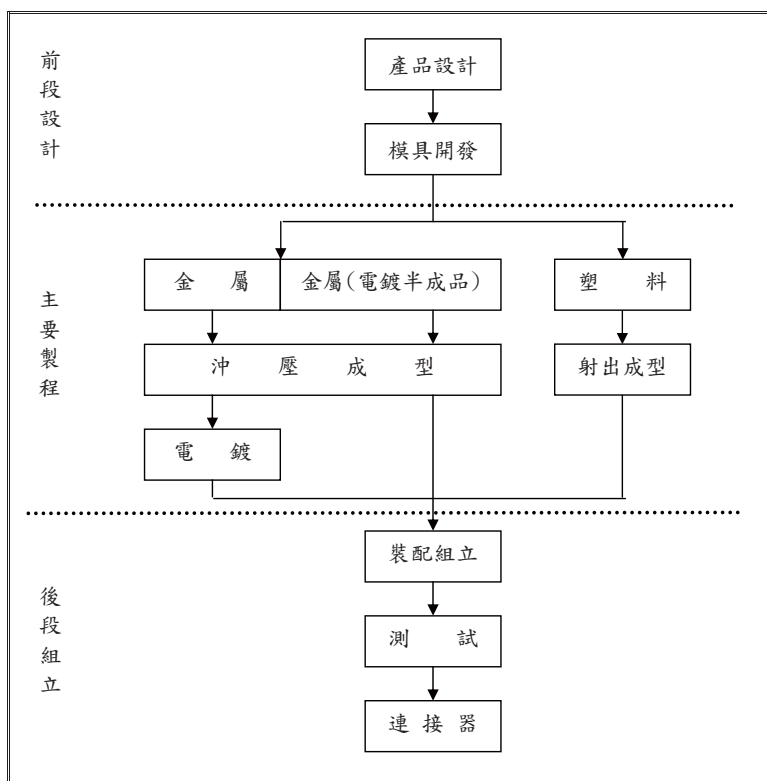 前段設計
產品設計
模具開發
主要製程
金屬
金屬(電鍍半成品)
塑料
沖壓成型
射出成型
電鍍
後段組立
裝配組立
測試
連接器